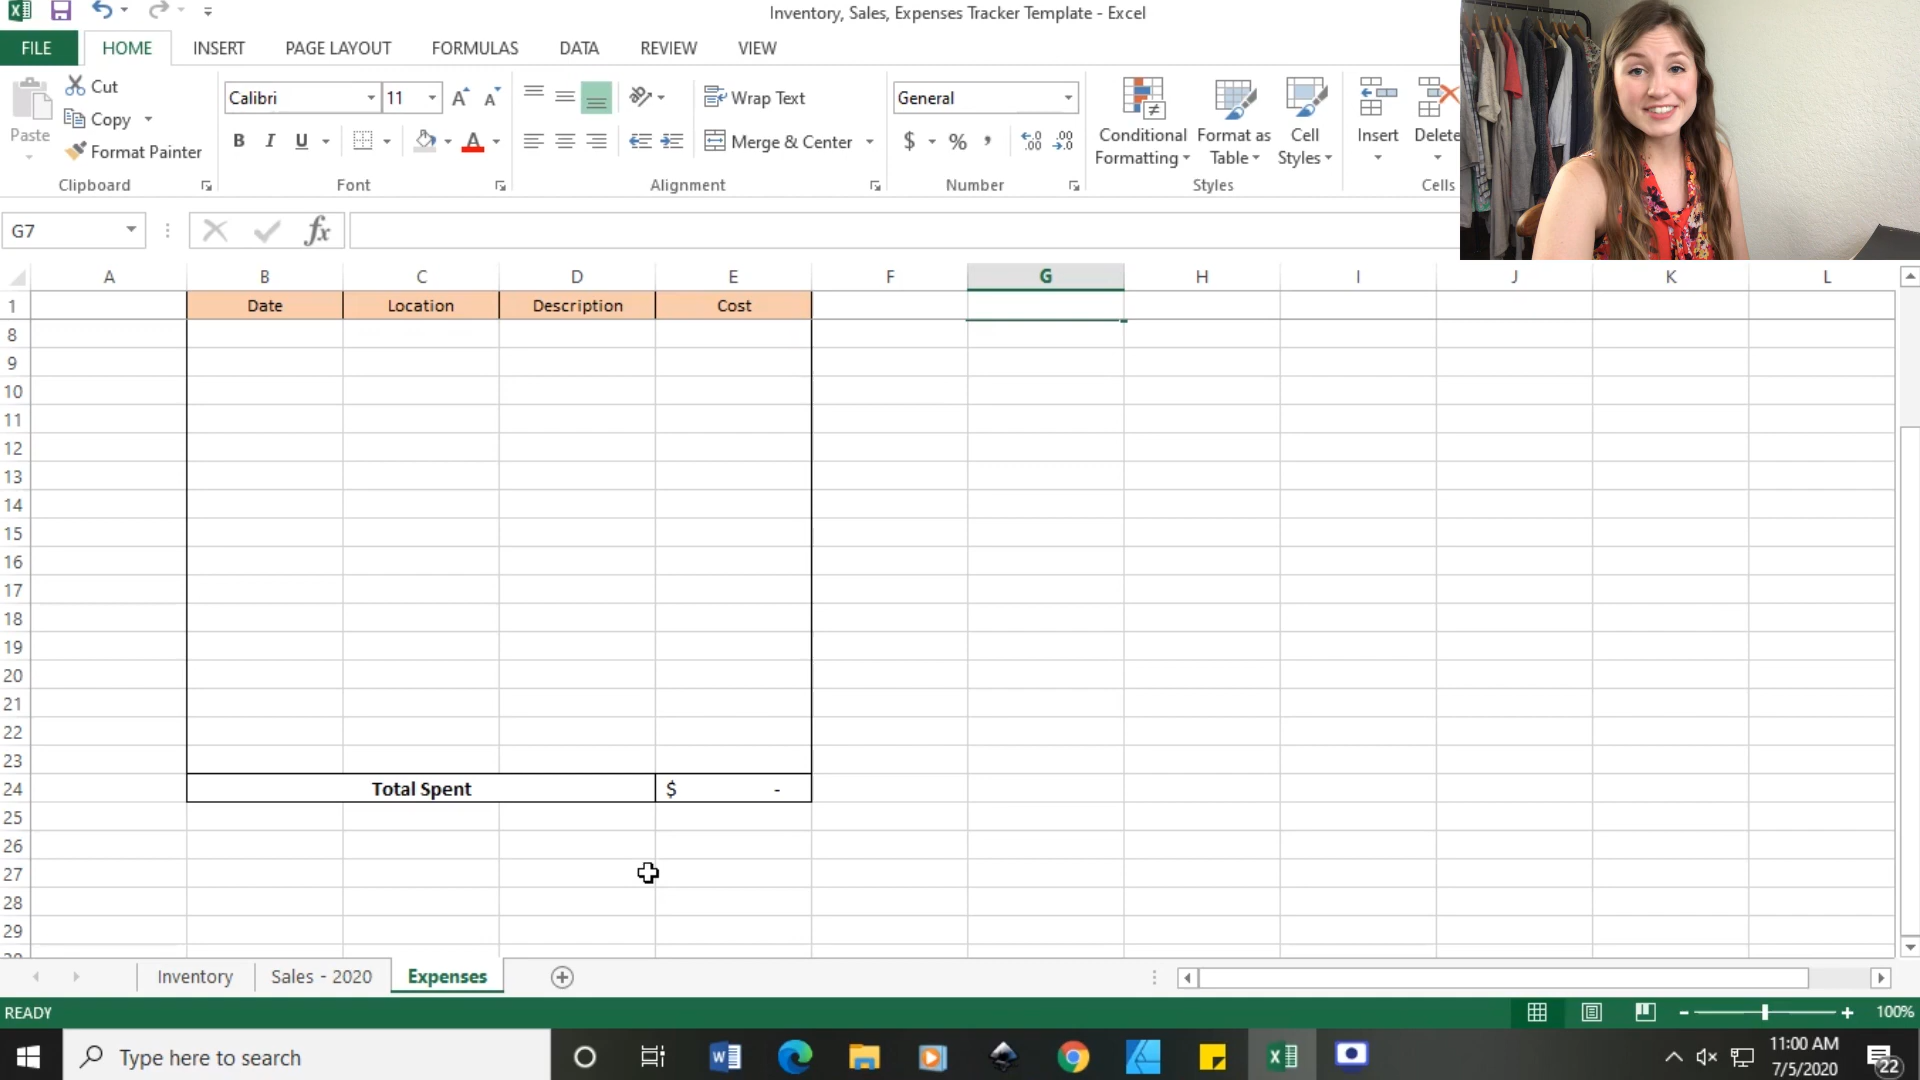 Inventory, Sales, Expenses Tracker Template - Excel
FILE HOME INSERT PAGE LAYOUT FORMULAS DATA REVIEW VIEW
Paste
Cut
Copy
Format Painter
Clipboard
Calibri 11
B I U A
Font
Wrap Text
Merge & Center
Alignment
General
$ % ,
Number
Conditional Formatting
Format as Table
Cell Styles
Styles
Insert Delete
Cells
G7 fx
A B C D E F G H I J K L
1 Date Location Description Cost
8
9
10
11
12
13
14
15
16
17
18
19
20
21
22
23
24 Total Spent $ -
25
26
27
28
29
Inventory Sales - 2020 Expenses
READY 100%
Type here to search
11:00 AM
7/5/2020
22